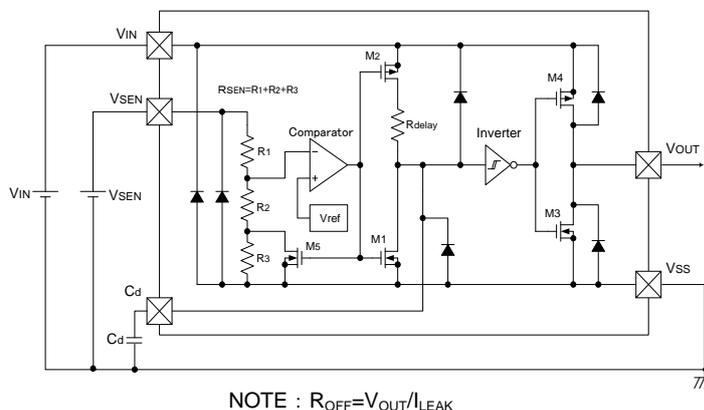 VIN
M2
M4
RSEN=R1+R2+R3
VSEN
Rdelay
Comparator
Inverter
R1
VOUT
VIN
VSEN
R2
Vref
M3
M5
M1
R3
VSS
Cd
Cd
NOTE : ROFF=VOUT/ILEAK